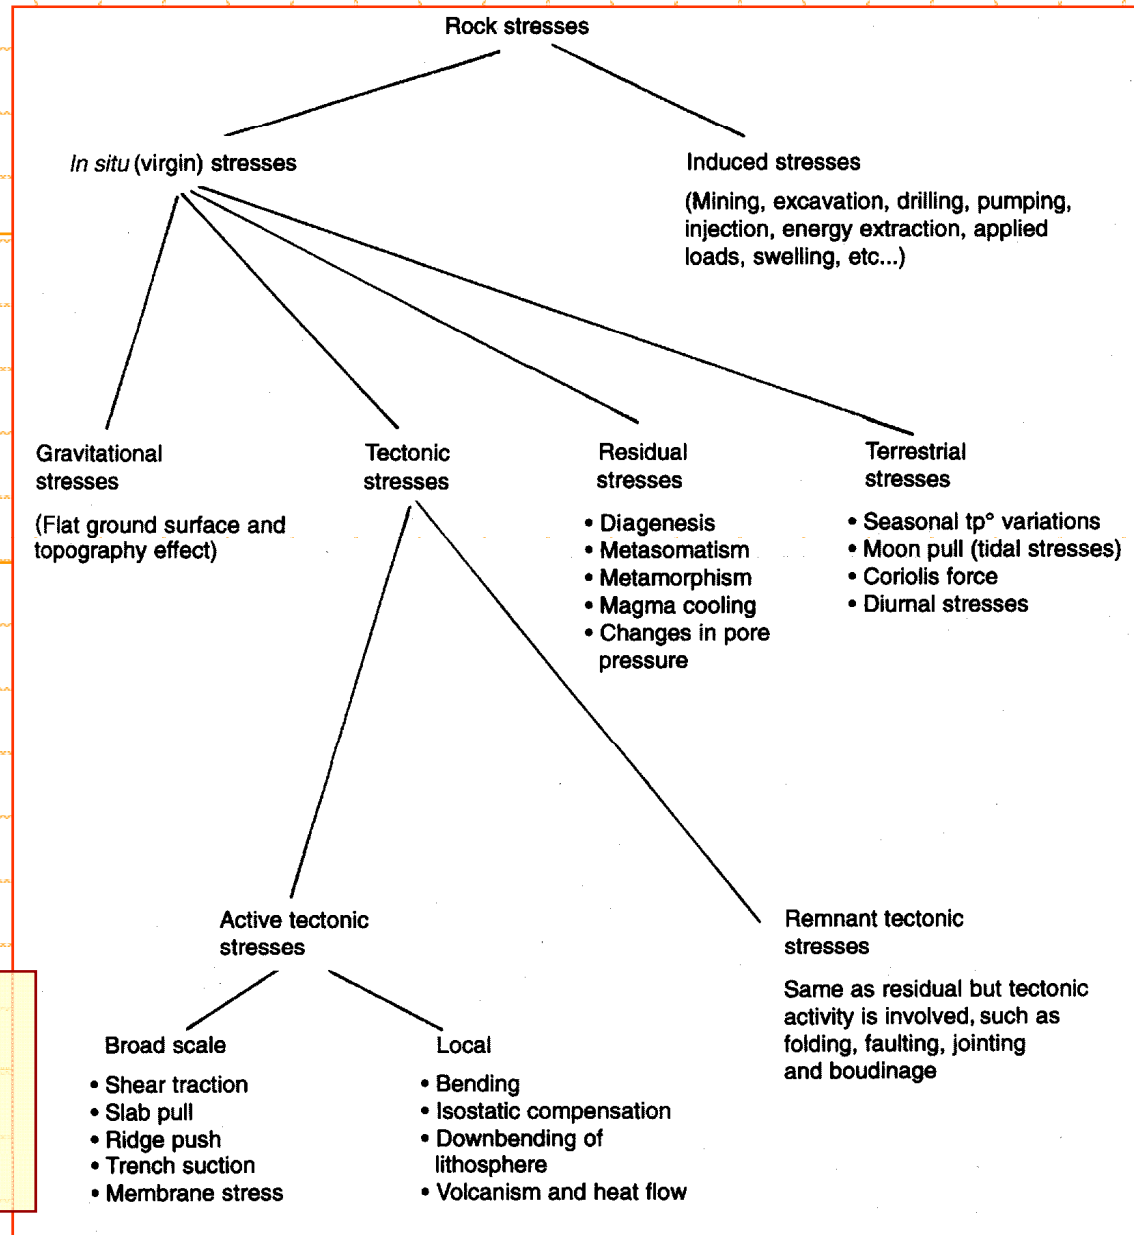 Rock stresses
In situ (virgin) stresses
Induced stresses
(Mining, excavation, drilling, pumping,
injection, energy extraction, applied
loads, swelling, etc...)
Gravitational
stresses
(Flat ground surface and
topography effect)
Tectonic
stresses
Residual
stresses
• Diagenesis
• Metasomatism
• Metamorphism
• Magma cooling
• Changes in pore
pressure
Terrestrial
stresses
• Seasonal tp° variations
• Moon pull (tidal stresses)
• Coriolis force
• Diurnal stresses
Active tectonic
stresses
Remnant tectonic
stresses
Same as residual but tectonic
activity is involved, such as
folding, faulting, jointing
and boudinage
Broad scale
• Shear traction
• Slab pull
• Ridge push
• Trench suction
• Membrane stress
Local
• Bending
• Isostatic compensation
• Downbending of
lithosphere
• Volcanism and heat flow